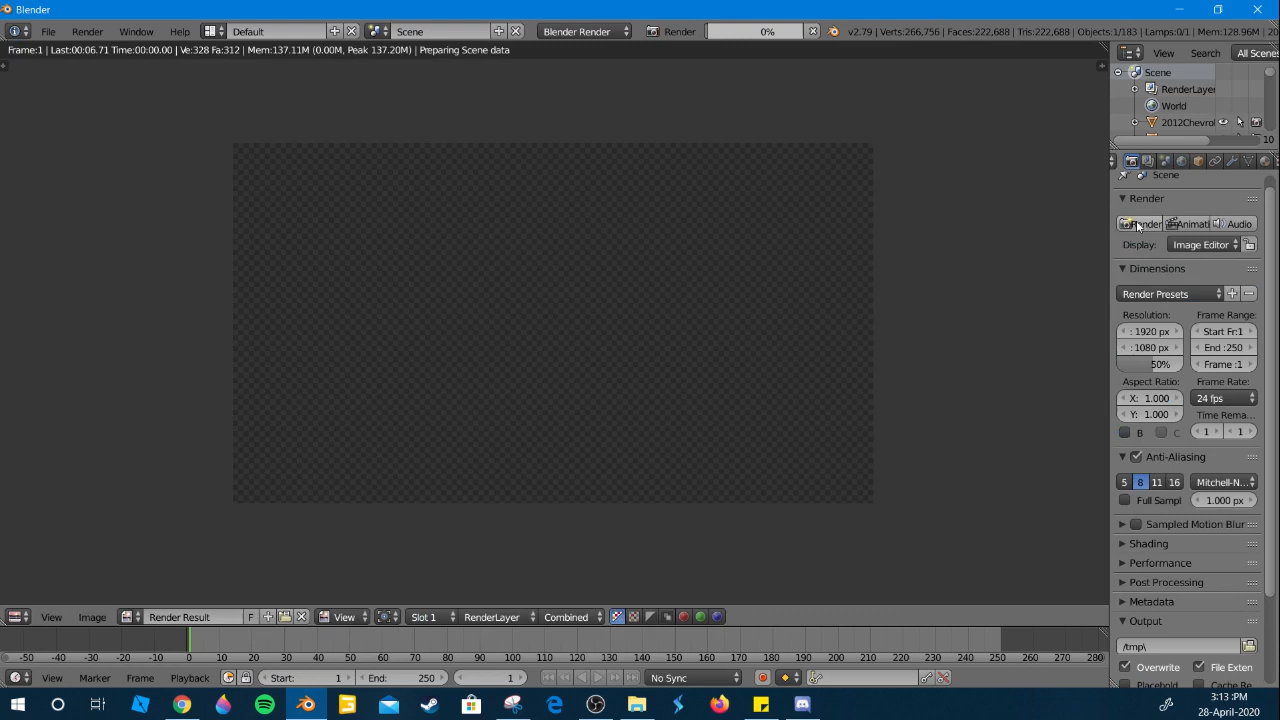 Blender
File Render Window Help Default Scene Blender Render Render 0% v2.79 | Verts:266,756 | Faces:222,688 | Tris:222,688 | Objects:1/183 | Lamps:0/1 | Mem:128.96M | 20
Frame:1 | Last:00:06.71 Time:00:00.00 | Ve:328 Fa:312 | Mem:137.11M (0.00M, Peak 137.20M) | Preparing Scene data
View Search All Scenes
Scene
RenderLayer
World
2012Chevrol
10
Scene
Render
Render Animati Audio
Display: Image Editor
Dimensions
Render Presets
Resolution: Frame Range:
: 1920 px Start Fr:1
: 1080 px End :250
50% Frame :1
Aspect Ratio: Frame Rate:
X: 1.000 24 fps
Y: 1.000 Time Rema...
B C 1 1
Anti-Aliasing
5 8 11 16 Mitchell-N...
Full Sampl 1.000 px
Sampled Motion Blur
Shading
Performance
Post Processing
Metadata
Output
/tmp\
Overwrite File Exten
Placehold Cache Re
View Image Render Result F View Slot 1 RenderLayer Combined
-50 -40 -30 -20 -10 0 10 20 30 40 50 60 70 80 90 100 110 120 130 140 150 160 170 180 190 200 210 220 230 240 250 260 270 280
View Marker Frame Playback Start: 1 End: 250 1 No Sync
3:13 PM
28-April-2020